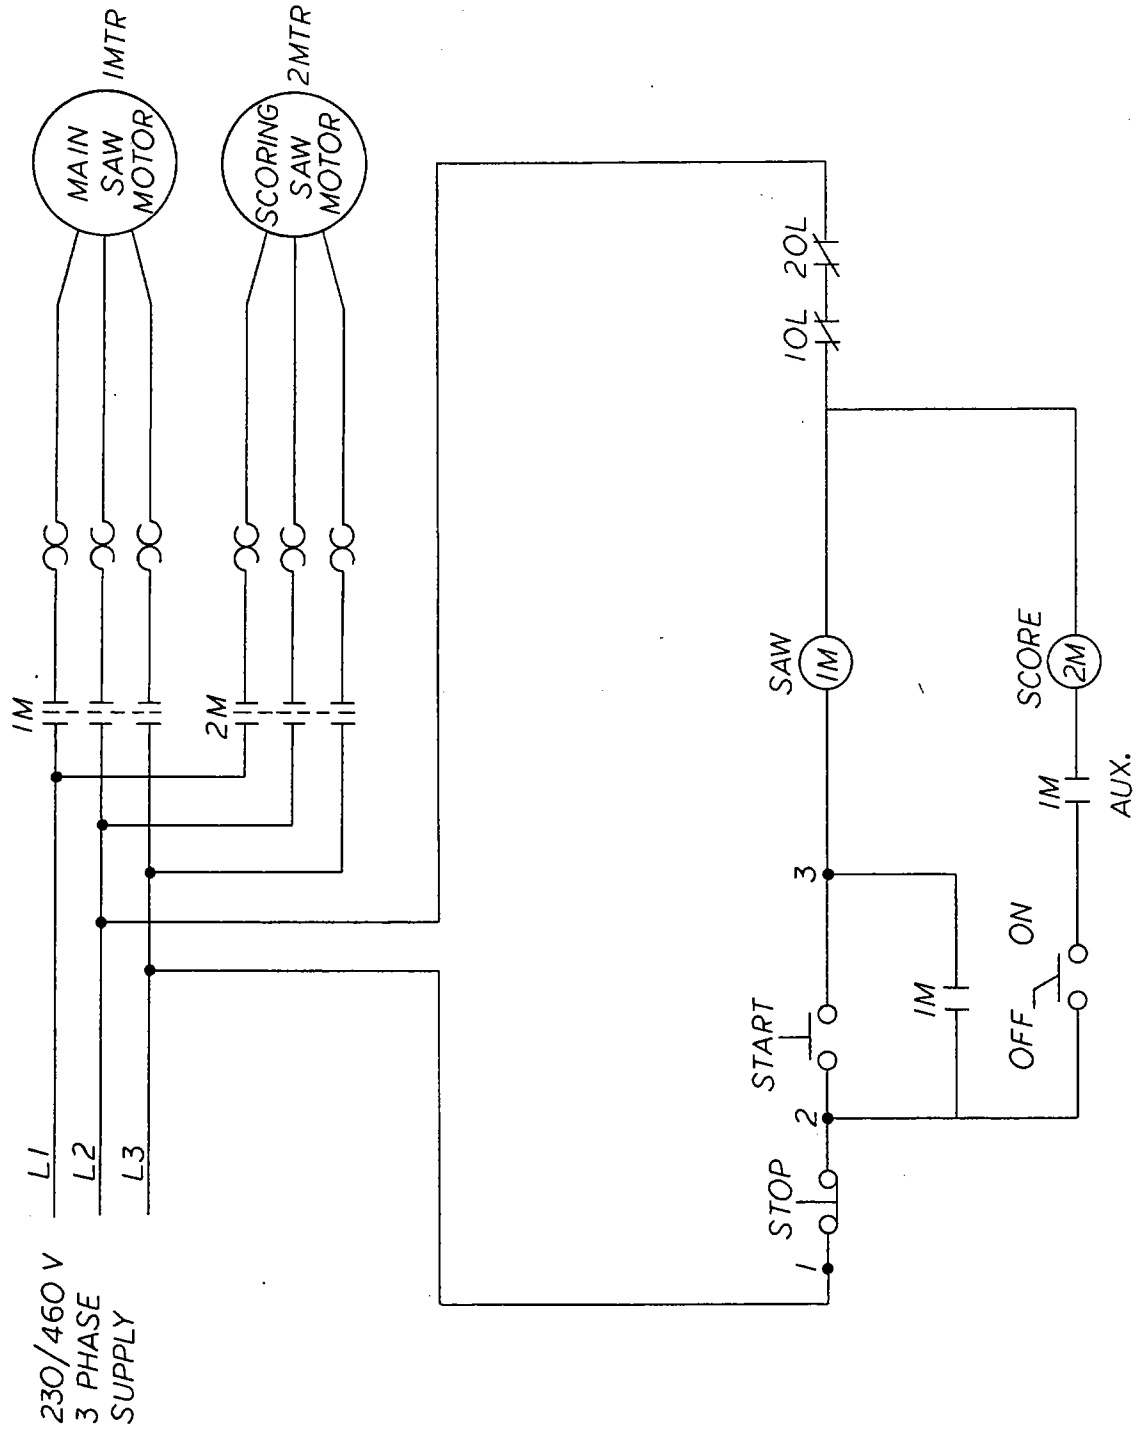 230/460 V
3 PHASE
SUPPLY
L1
L2
L3
1M
2M
MAIN
SAW
MOTOR
1MTR
SCORING
SAW
MOTOR
2MTR
1
STOP
2
START
3
SAW
1M
1OL
2OL
1M
OFF
ON
1M
AUX.
SCORE
2M